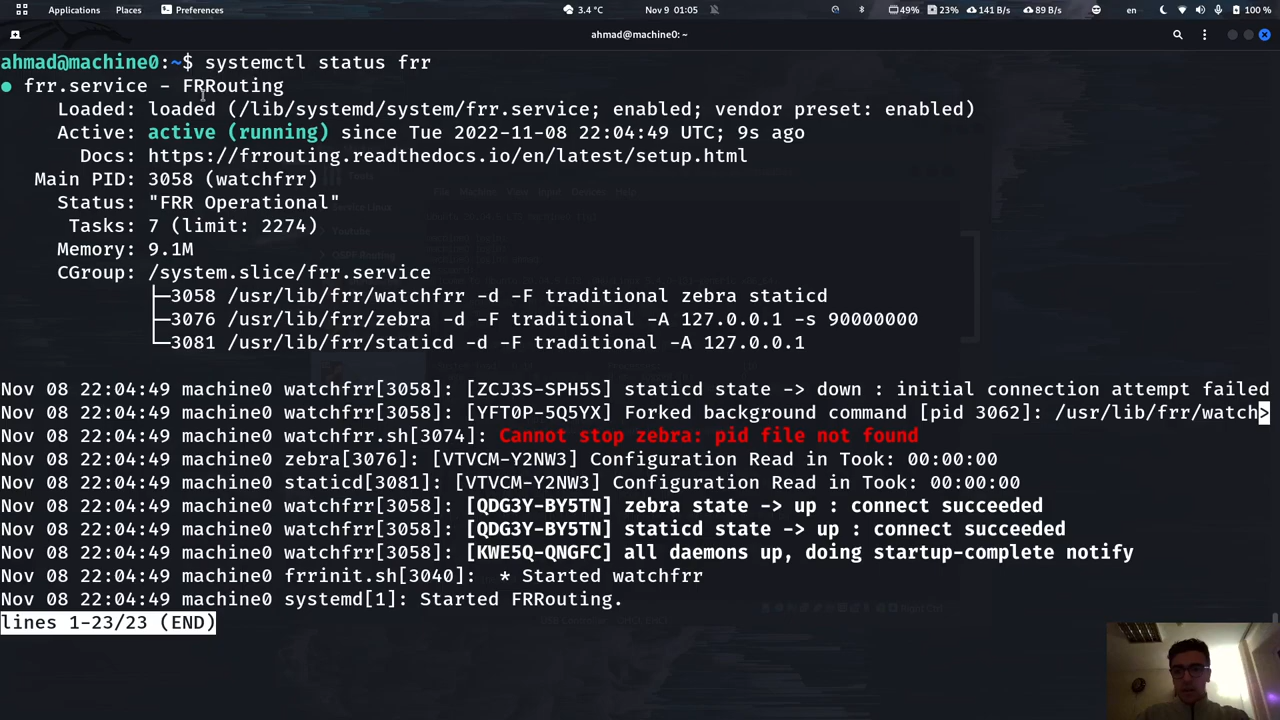 Applications Places Preferences 3.4 °C Nov 9 01:05 49% 23% 141 B/s 89 B/s en 100 %
ahmad@machine0: ~
ahmad@machine0:~$ systemctl status frr
● frr.service - FRRouting
Loaded: loaded (/lib/systemd/system/frr.service; enabled; vendor preset: enabled)
Active: active (running) since Tue 2022-11-08 22:04:49 UTC; 9s ago
Docs: https://frrouting.readthedocs.io/en/latest/setup.html
Main PID: 3058 (watchfrr)
Status: "FRR Operational"
Tasks: 7 (limit: 2274)
Memory: 9.1M
CGroup: /system.slice/frr.service
├─3058 /usr/lib/frr/watchfrr -d -F traditional zebra staticd
├─3076 /usr/lib/frr/zebra -d -F traditional -A 127.0.0.1 -s 90000000
└─3081 /usr/lib/frr/staticd -d -F traditional -A 127.0.0.1
Nov 08 22:04:49 machine0 watchfrr[3058]: [ZCJ3S-SPH5S] staticd state -> down : initial connection attempt failed
Nov 08 22:04:49 machine0 watchfrr[3058]: [YFT0P-5Q5YX] Forked background command [pid 3062]: /usr/lib/frr/watch>
Nov 08 22:04:49 machine0 watchfrr.sh[3074]: Cannot stop zebra: pid file not found
Nov 08 22:04:49 machine0 zebra[3076]: [VTVCM-Y2NW3] Configuration Read in Took: 00:00:00
Nov 08 22:04:49 machine0 staticd[3081]: [VTVCM-Y2NW3] Configuration Read in Took: 00:00:00
Nov 08 22:04:49 machine0 watchfrr[3058]: [QDG3Y-BY5TN] zebra state -> up : connect succeeded
Nov 08 22:04:49 machine0 watchfrr[3058]: [QDG3Y-BY5TN] staticd state -> up : connect succeeded
Nov 08 22:04:49 machine0 watchfrr[3058]: [KWE5Q-QNGFC] all daemons up, doing startup-complete notify
Nov 08 22:04:49 machine0 frrinit.sh[3040]:  * Started watchfrr
Nov 08 22:04:49 machine0 systemd[1]: Started FRRouting.
lines 1-23/23 (END)